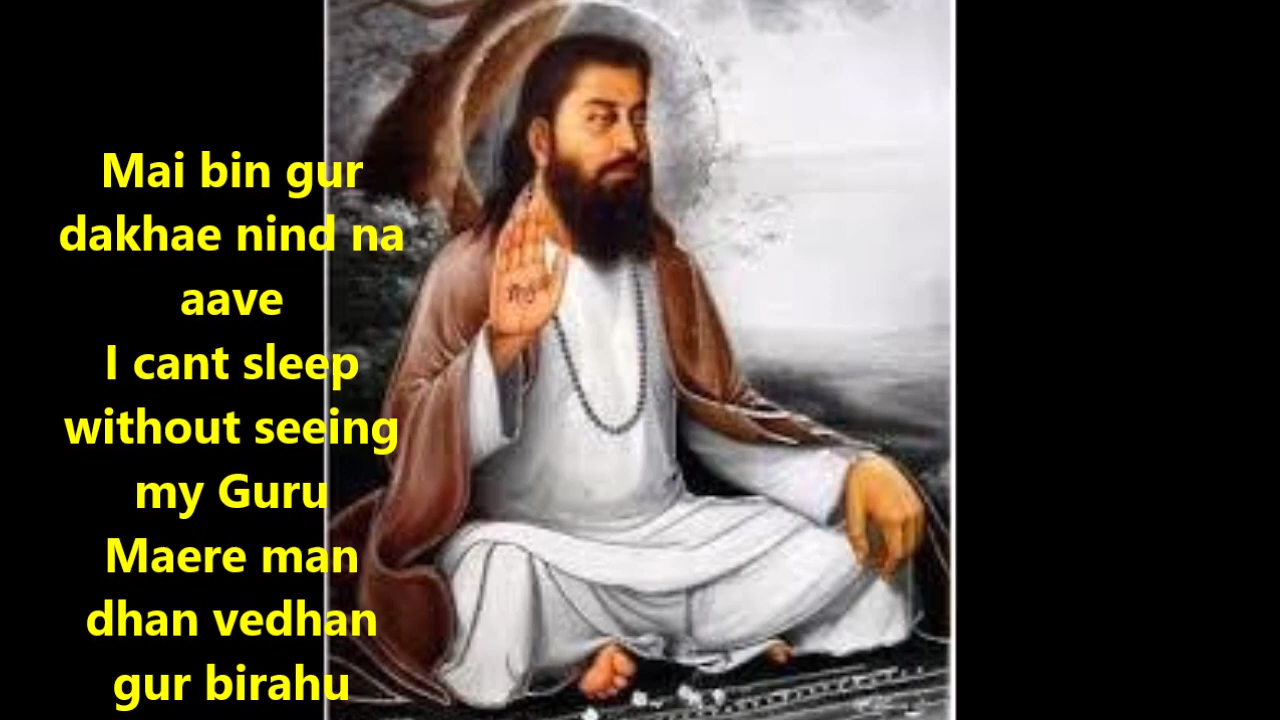 Mai bin gur
dakhae nind na
aave
I cant sleep
without seeing
my Guru
Maere man
dhan vedhan
gur birahu